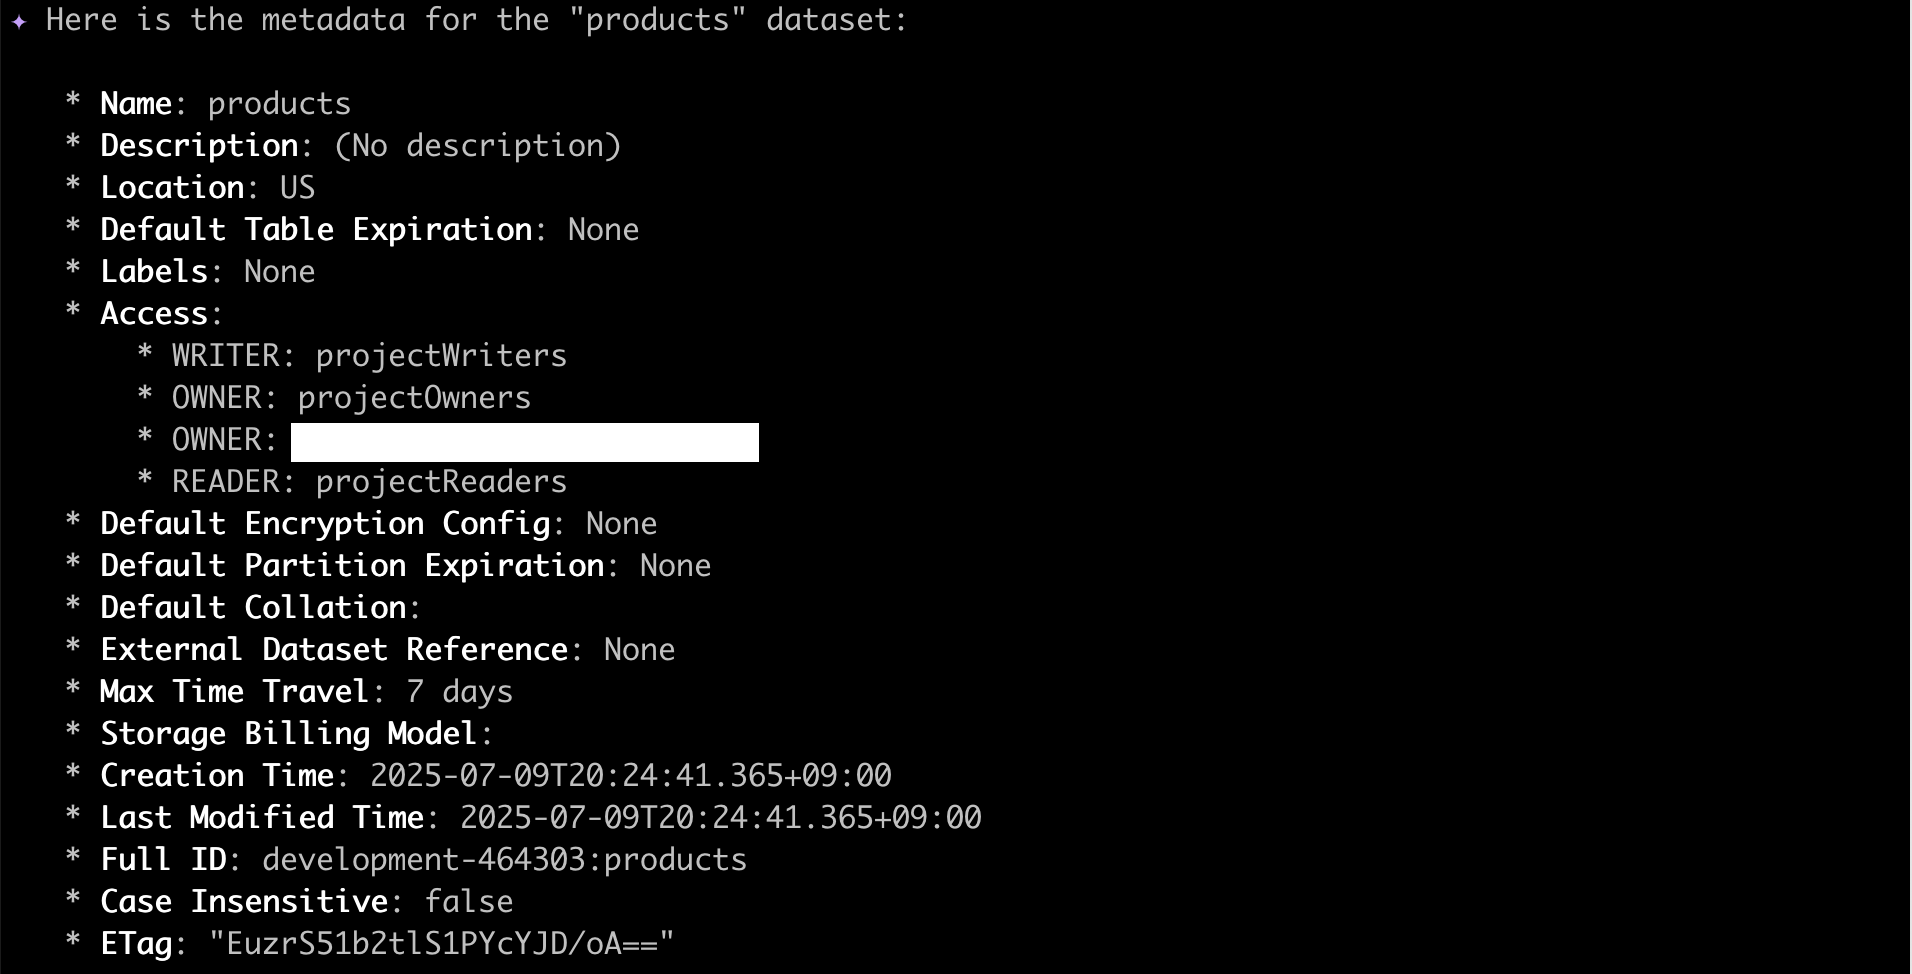 ✦ Here is the metadata for the "products" dataset:
* Name: products
* Description: (No description)
* Location: US
* Default Table Expiration: None
* Labels: None
* Access:
* WRITER: projectWriters
* OWNER: projectOwners
* OWNER:
* READER: projectReaders
* Default Encryption Config: None
* Default Partition Expiration: None
* Default Collation:
* External Dataset Reference: None
* Max Time Travel: 7 days
* Storage Billing Model:
* Creation Time: 2025-07-09T20:24:41.365+09:00
* Last Modified Time: 2025-07-09T20:24:41.365+09:00
* Full ID: development-464303:products
* Case Insensitive: false
* ETag: "EuzrS51b2tlS1PYcYJD/oA=="